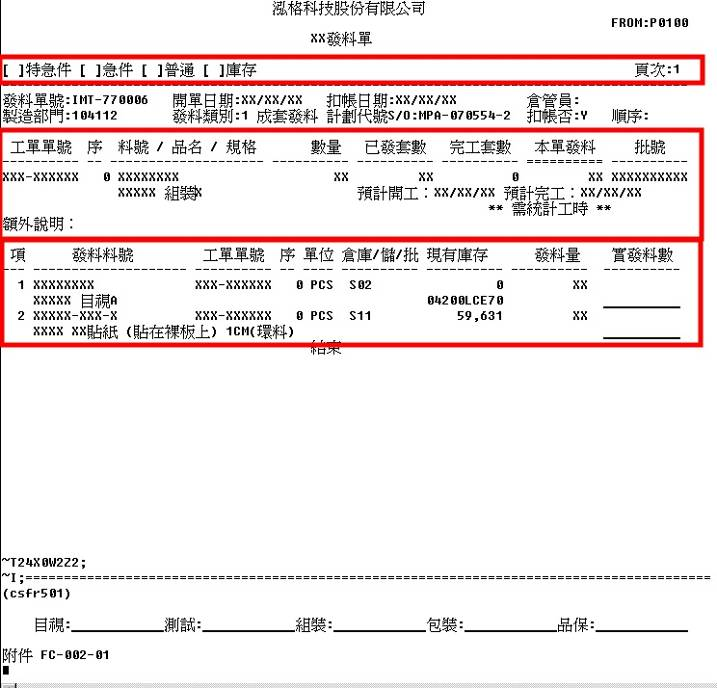 泓格科技股份有限公司
FROM:P0100
XX發料單
[ ]特急件 [ ]急件 [ ]普通 [ ]庫存 頁次:1
發料單號:IMT-770006 開單日期:XX/XX/XX 扣帳日期:XX/XX/XX 倉管員:
製造部門:104112 發料類別:1 成套發料 計劃代號S/O:MPA-070554-2 扣帳否:Y 順序:
工單單號 序 料號 / 品名 / 規格 數量 已發套數 完工套數 本單發料 批號
XXX-XXXXXX 0 XXXXXXXX XX XX 0 XX XXXXXXXXXX
XXXXX 組裝X 預計開工：XX/XX/XX 預計完工：XX/XX/XX
** 需統計工時 **
額外說明：
項 發料料號 工單單號 序 單位 倉庫/儲/批 現有庫存 發料量 實發料數
1 XXXXXXXX XXX-XXXXXX 0 PCS S02 0 XX
XXXXX 目視A 04200LCE70
2 XXXXX-XXX-X XXX-XXXXXX 0 PCS S11 59,631 XX
XXXX XX貼紙 (貼在裸板上) 1CM(環料)
結束
~T24X0W2Z2;
~I;==========
(csfr501)
目視:__________測試:__________組裝:__________包裝:__________品保:__________
附件 FC-002-01